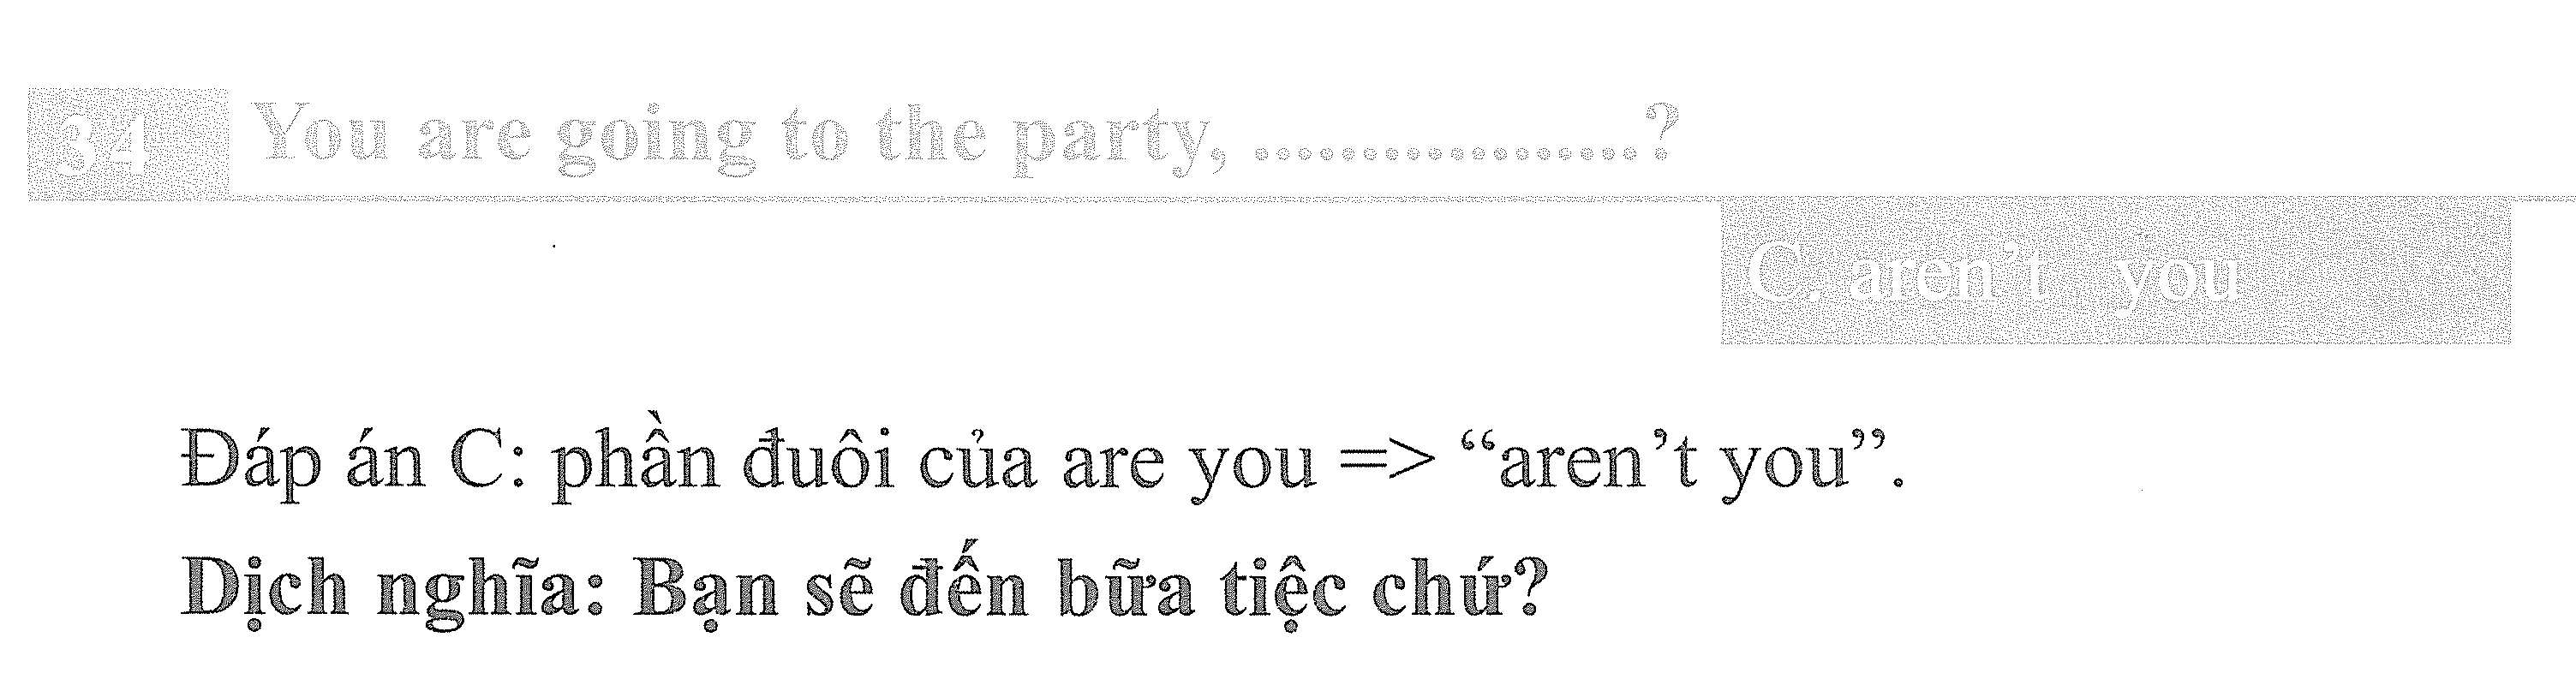 34 You are going to the party, ..................?
C. aren’t you
Đáp án C: phần đuôi của are you => “aren’t you”.
Dịch nghĩa: Bạn sẽ đến bữa tiệc chứ?